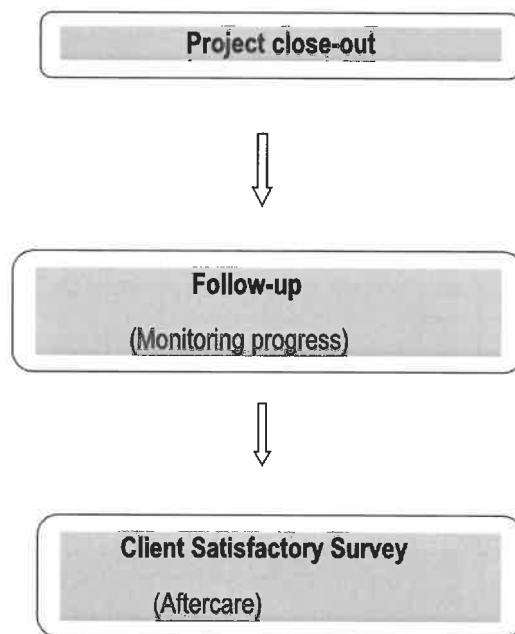 Project close-out
Follow-up
(Monitoring progress)
Client Satisfactory Survey
(Aftercare)